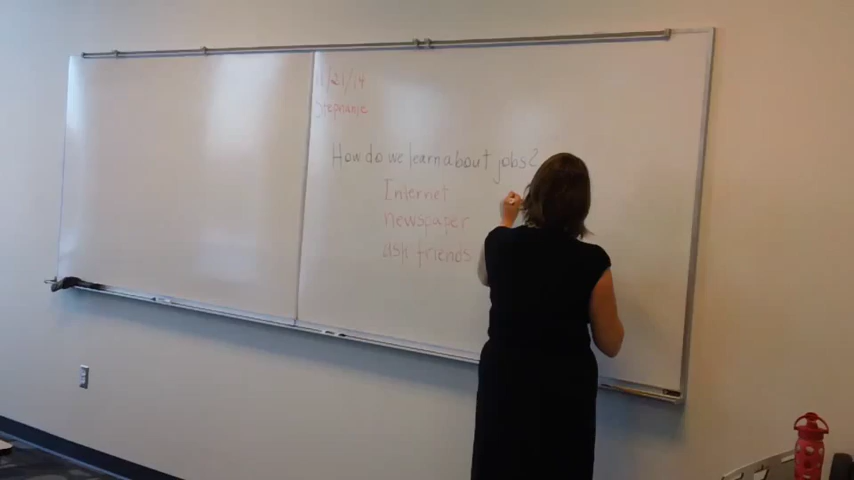 11/21/14
Stephanie
How do we learn about jobs?
Internet
newspaper
ask friends